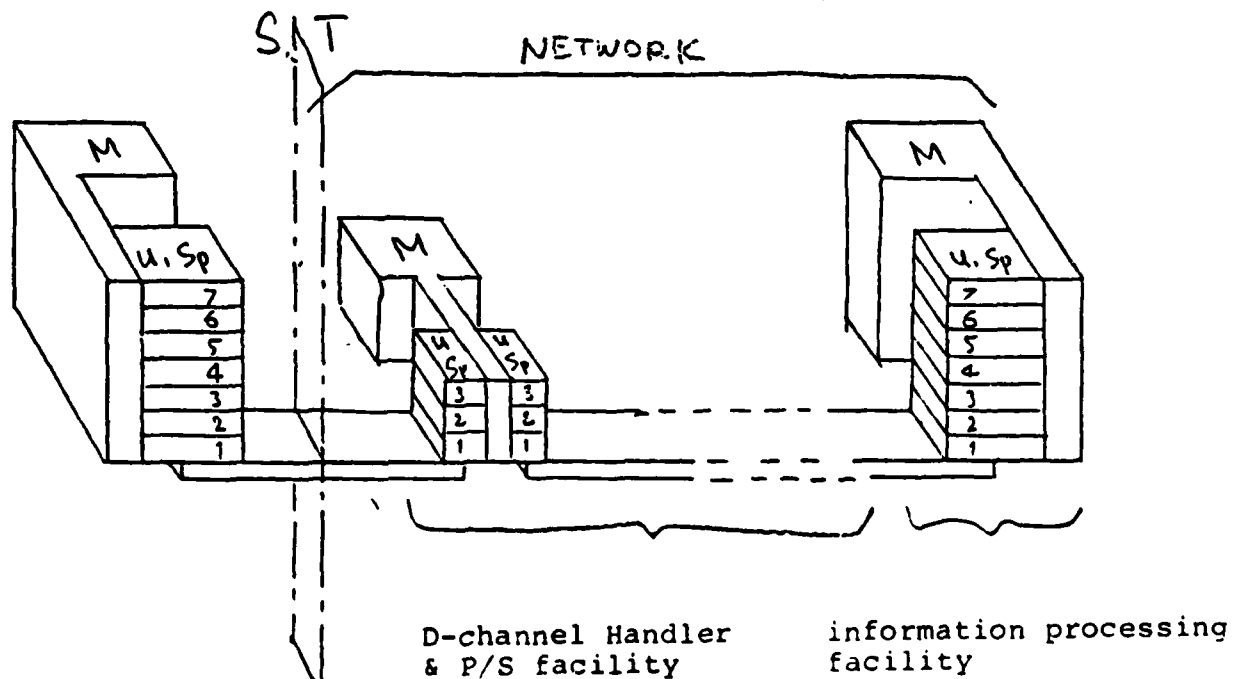 S, T
NETWORK
M
u, Sp
7
6
5
4
3
2
1
M
u
Sp
3
2
1
u
Sp
3
2
1
M
u, Sp
7
6
5
4
3
2
1
D-channel Handler
& P/S facility
information processing
facility